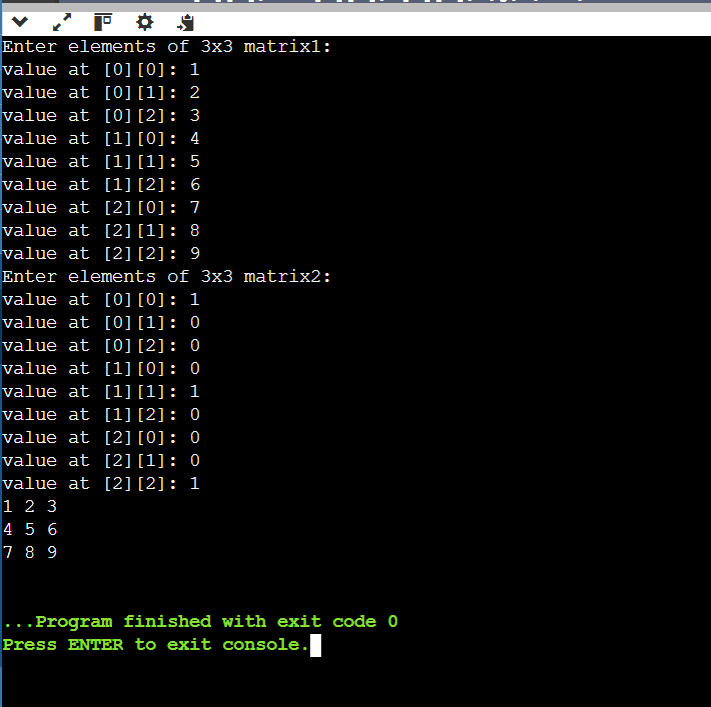 Enter elements of 3x3 matrix1:
value at [0][0]: 1
value at [0][1]: 2
value at [0][2]: 3
value at [1][0]: 4
value at [1][1]: 5
value at [1][2]: 6
value at [2][0]: 7
value at [2][1]: 8
value at [2][2]: 9
Enter elements of 3x3 matrix2:
value at [0][0]: 1
value at [0][1]: 0
value at [0][2]: 0
value at [1][0]: 0
value at [1][1]: 1
value at [1][2]: 0
value at [2][0]: 0
value at [2][1]: 0
value at [2][2]: 1
1 2 3
4 5 6
7 8 9
...Program finished with exit code 0
Press ENTER to exit console.